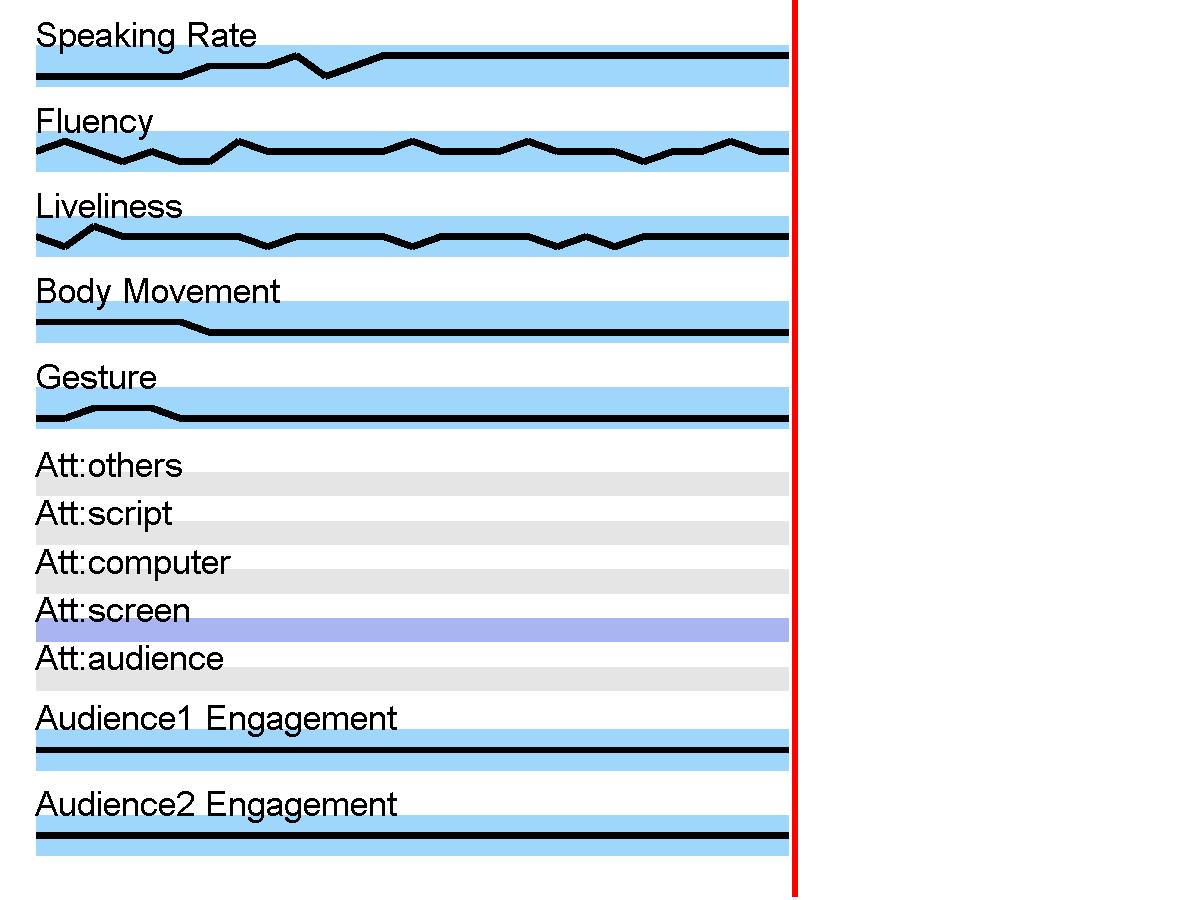 Speaking Rate
Fluency
Liveliness
Body Movement
Gesture
Att:others
Att:script
Att:computer
Att:screen
Att:audience
Audience1 Engagement
Audience2 Engagement